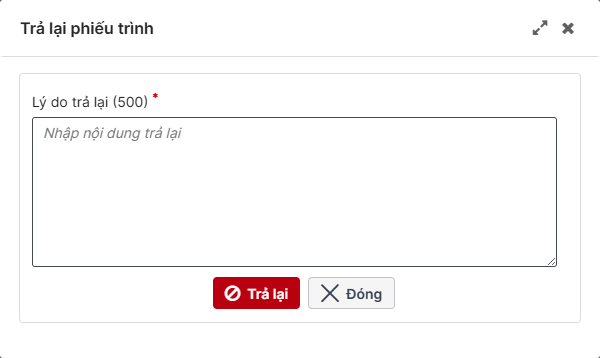 Trả lại phiếu trình
Lý do trả lại (500) *
Nhập nội dung trả lại
Trả lại
Đóng